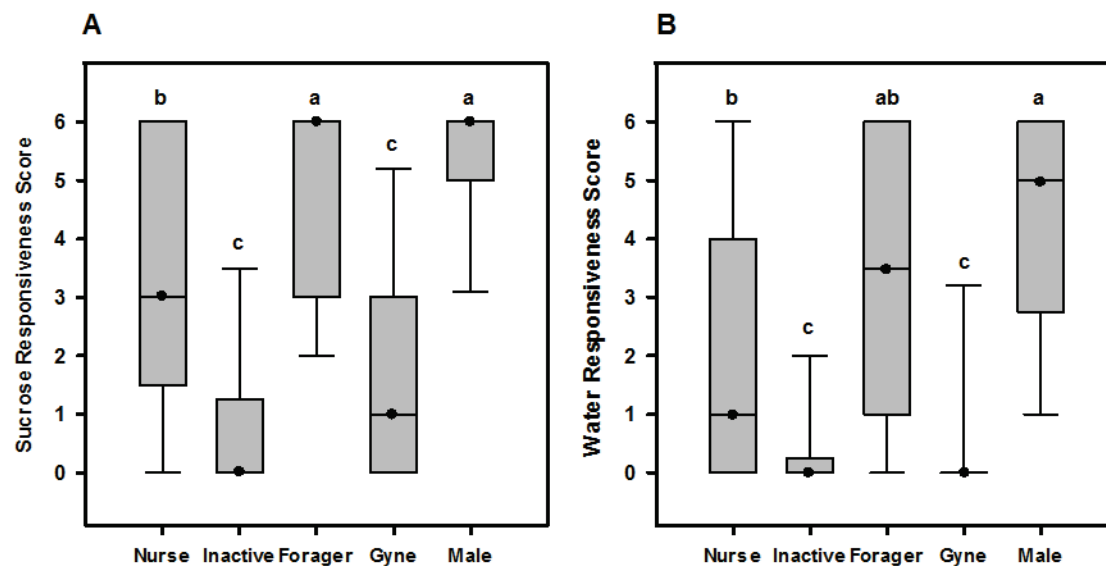 A
Sucrose Responsiveness Score
6
5
4
3
2
1
0
b
c
a
c
a
Nurse Inactive Forager Gyne Male
B
Water Responsiveness Score
6
5
4
3
2
1
0
b
c
ab
c
a
Nurse Inactive Forager Gyne Male